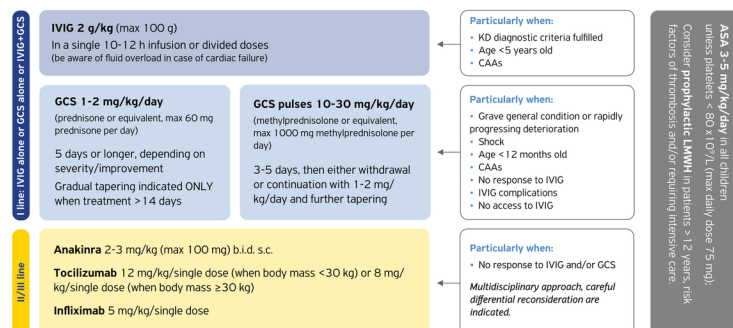 I line: IVIG alone or GCS alone or IVIG+GCS
IVIG 2 g/kg (max 100 g)
In a single 10-12 h infusion or divided doses
(be aware of fluid overload in case of cardiac failure)
Particularly when:
• KD diagnostic criteria fulfilled
• Age <5 years old
• CAAs
GCS 1-2 mg/kg/day
(prednisone or equivalent, max 60 mg
prednisone per day)
5 days or longer, depending on
severity/improvement
Gradual tapering indicated ONLY
when treatment >14 days
GCS pulses 10-30 mg/kg/day
(methylprednisolone or equivalent,
max 1000 mg methylprednisolone per
day)
3-5 days, then either withdrawal
or continuation with 1-2 mg/
kg/day and further tapering
Particularly when:
• Grave general condition or rapidly
progressing deterioration
• Shock
• Age <12 months old
• CAAs
• No response to IVIG
• IVIG complications
• No access to IVIG
II/III line
Anakinra 2-3 mg/kg (max 100 mg) b.i.d. s.c.
Tocilizumab 12 mg/kg/single dose (when body mass <30 kg) or 8 mg/
kg/single dose (when body mass ≥30 kg)
Infliximab 5 mg/kg/single dose
Particularly when:
• No response to IVIG and/or GCS
Multidisciplinary approach, careful
differential reconsideration are
indicated.
ASA 3-5 mg/kg/day in all children
unless platelets < 80 x10⁹/L (max daily dose 75 mg);
Consider prophylactic LMWH in patients >12 years, risk
factors of thrombosis and/or requiring intensive care.